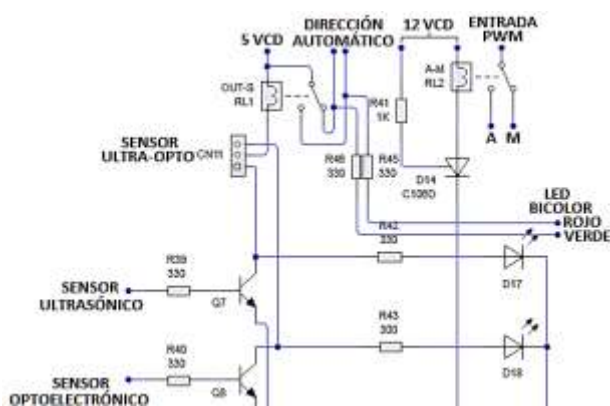 DIRECCIÓN
AUTOMÁTICO
5 VCD
12 VCD
ENTRADA
PWM
OUT-S
RL1
A-M
RL2
R41
1K
SENSOR
ULTRA-OPTO
CN11
R46
330
R45
330
D14
C106D
A M
LED
BICOLOR
ROJO
VERDE
R42
330
R39
330
SENSOR
ULTRASÓNICO
Q7
D17
R43
300
R40
330
D18
SENSOR
OPTOELECTRÓNICO
Q8